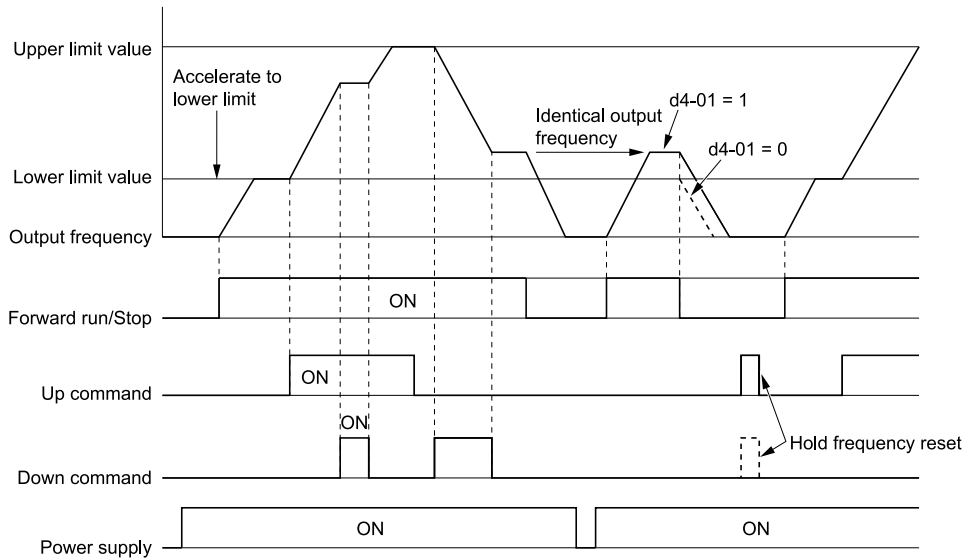 Upper limit value
Accelerate to
lower limit
Identical output
frequency
d4-01 = 1
d4-01 = 0
Lower limit value
Output frequency
ON
Forward run/Stop
ON
Up command
ON
Hold frequency reset
Down command
ON
ON
Power supply